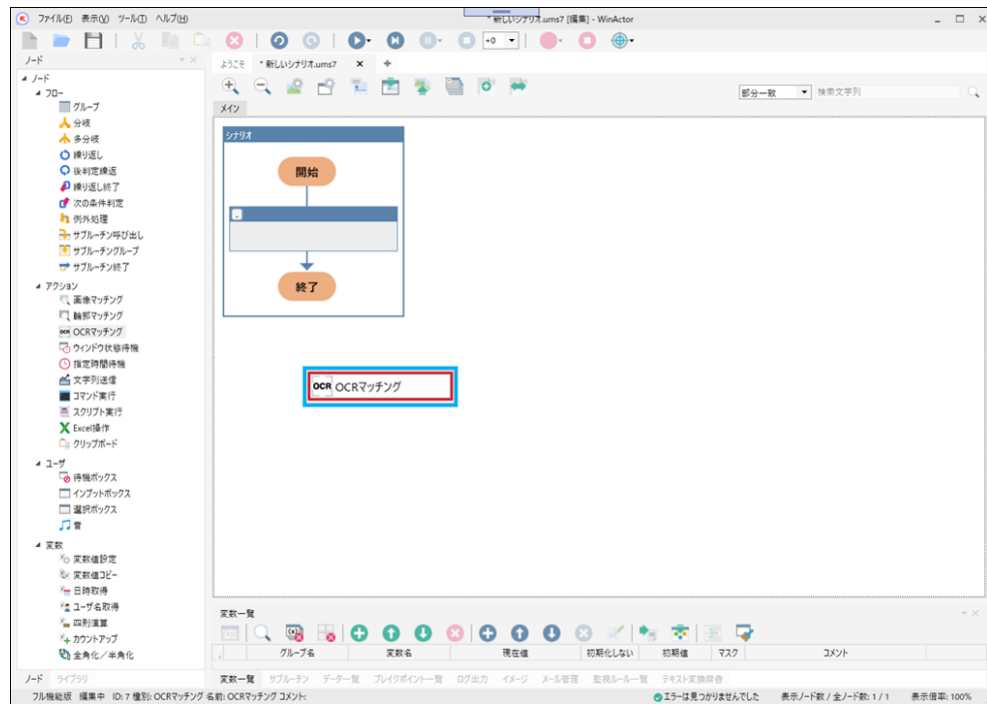 ファイル(F) 表示(V) ツール(T) ヘルプ(H)
* 新しいシナリオ.ums7 [編集] - WinActor
+0
ノード
ようこそ
* 新しいシナリオ.ums7
部分一致
検索文字列
メイン
ノード
フロー
グループ
分岐
多分岐
繰り返し
後判定繰返
繰り返し終了
次の条件判定
例外処理
サブルーチン呼び出し
サブルーチングループ
サブルーチン終了
アクション
画像マッチング
輪郭マッチング
OCRマッチング
ウィンドウ状態待機
指定時間待機
文字列送信
コマンド実行
スクリプト実行
Excel操作
クリップボード
ユーザ
待機ボックス
インプットボックス
選択ボックス
音
変数
変数値設定
変数値コピー
日時取得
ユーザ名取得
四則演算
カウントアップ
全角化/半角化
ノード ライブラリ
シナリオ
開始
終了
OCR OCRマッチング
変数一覧
グループ名 変数名 現在値 初期化しない 初期値 マスク コメント
変数一覧 サブルーチン データ一覧 ブレイクポイント一覧 ログ出力 イメージ メール管理 監視ルール一覧 テキスト変換辞書
フル機能版 編集中 ID: 7 種別: OCRマッチング 名前: OCRマッチング コメント:
エラーは見つかりませんでした 表示ノード数 / 全ノード数: 1 / 1 表示倍率: 100%